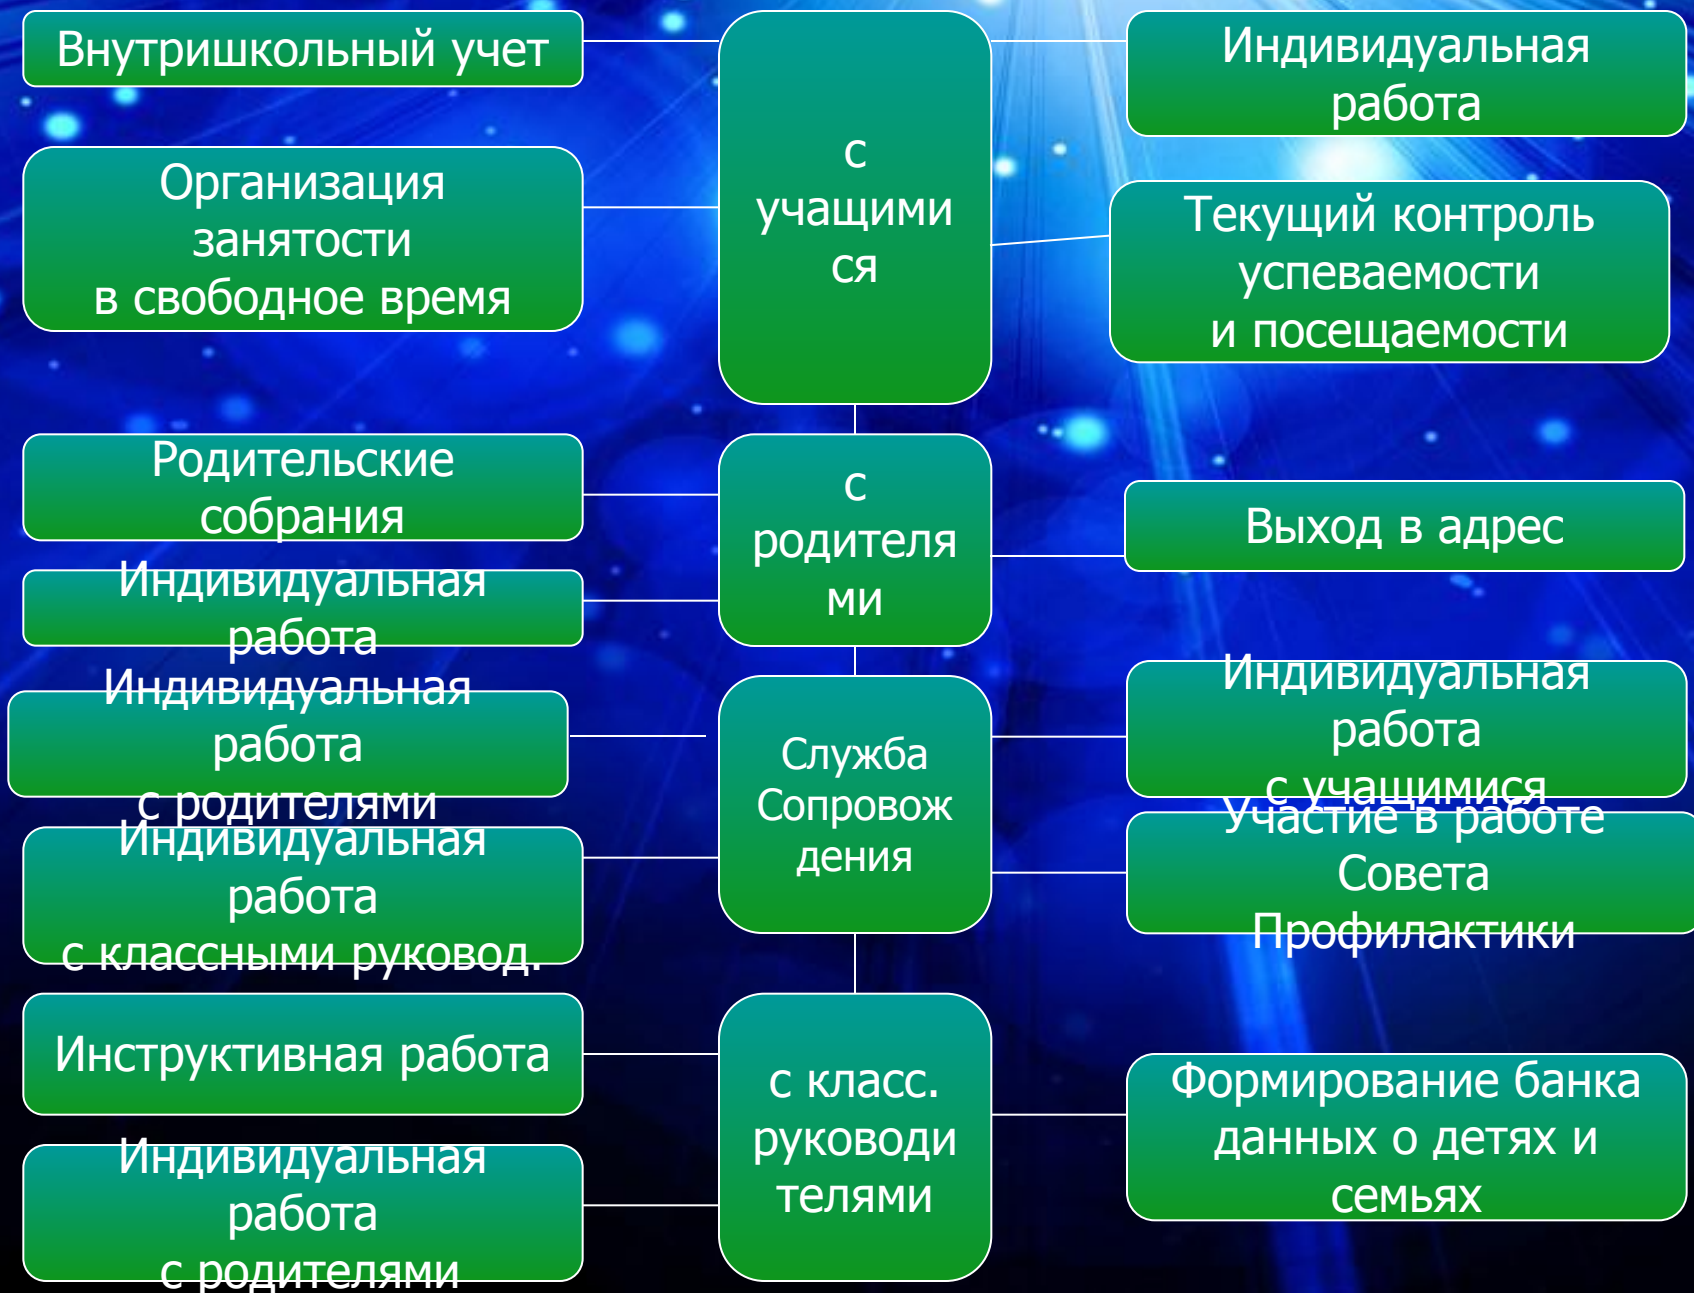 Внутришкольный учет
Организация
занятости
в свободное время
с
учащими
ся
Индивидуальная
работа
Текущий контроль
успеваемости
и посещаемости
Родительские
собрания
Индивидуальная
работа
с
родителя
ми
Выход в адрес
Индивидуальная
работа
с родителями
Индивидуальная
работа
с классными руковод.
Служба
Сопровож
дения
Индивидуальная
работа
с учащимися
Участие в работе
Совета
Профилактики
Инструктивная работа
Индивидуальная
работа
с родителями
с класс.
руководи
телями
Формирование банка
данных о детях и
семьях